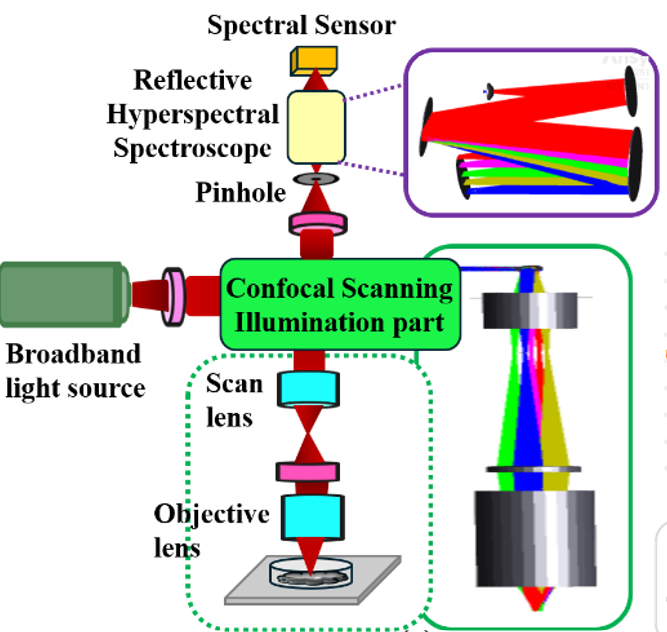 Spectral Sensor
Reflective
Hyperspectral
Spectroscope
Pinhole
Confocal Scanning
Illumination part
Broadband
light source
Scan
lens
Objective
lens